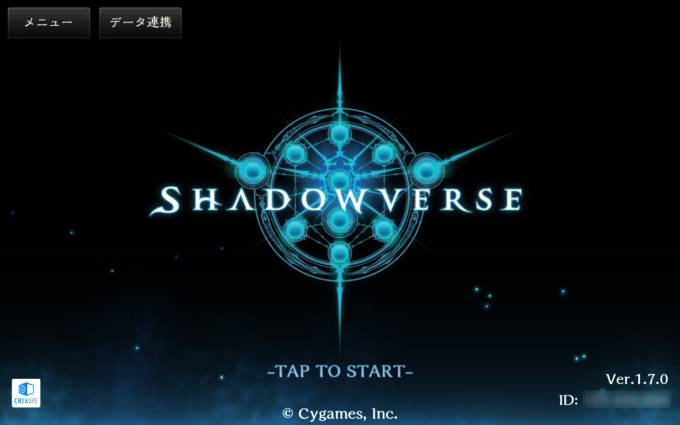 メニュー
データ連携
SHADOWVERSE
-TAP TO START-
Ver.1.7.0
CRIWARE
ID:
© Cygames, Inc.